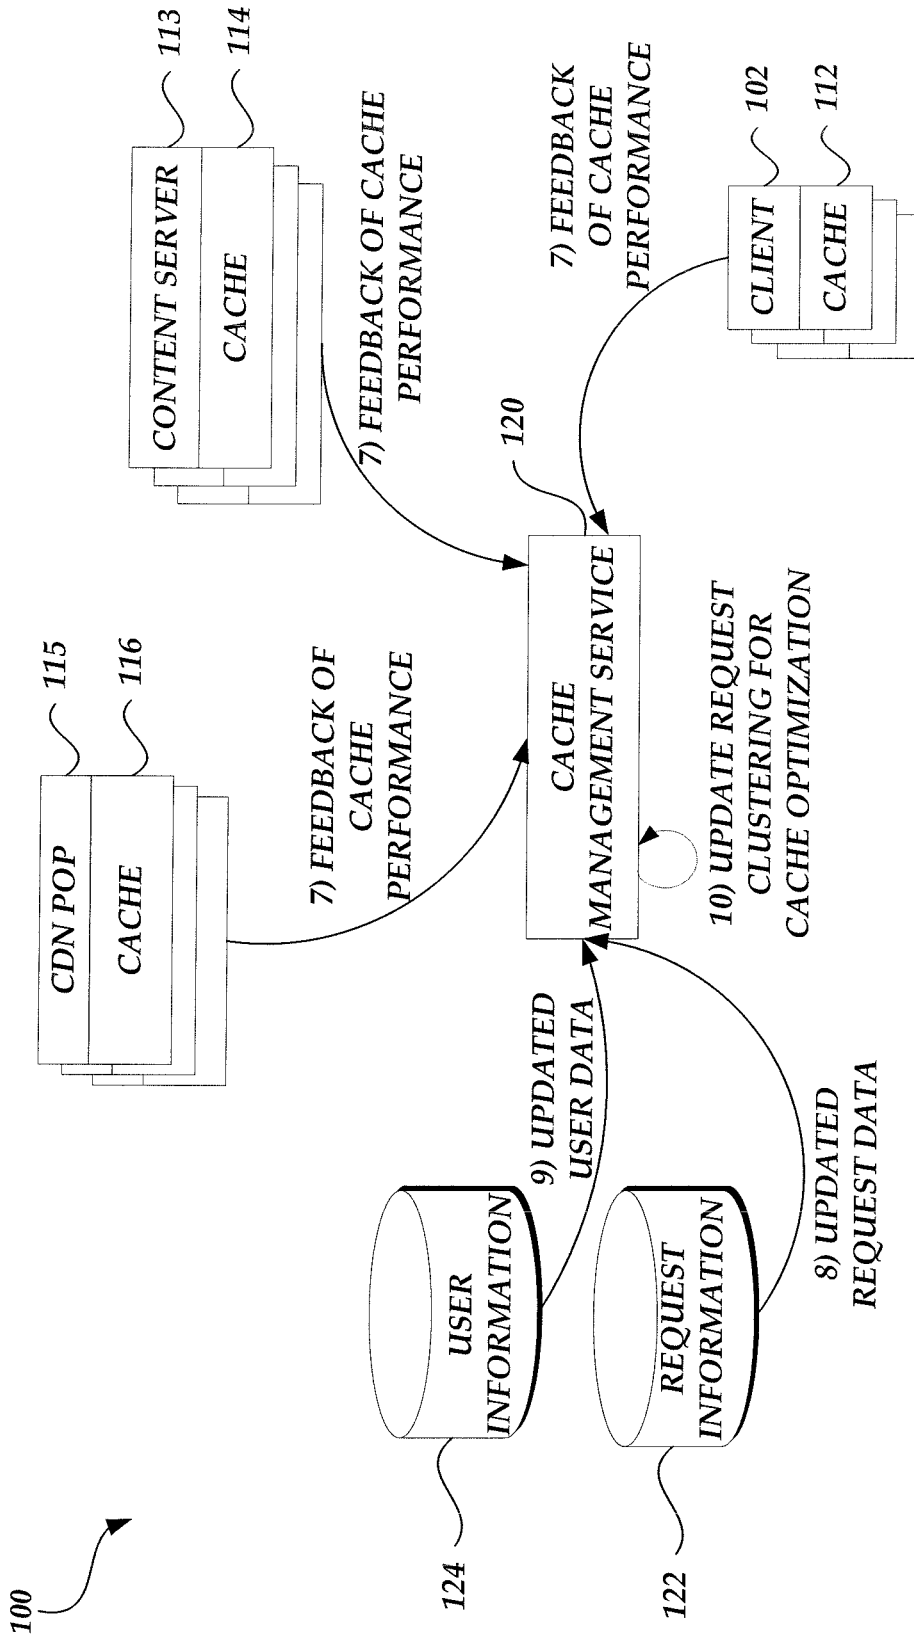 100
CDN POP
CACHE
115
116
CONTENT SERVER
CACHE
113
114
7) FEEDBACK OF
CACHE
PERFORMANCE
7) FEEDBACK OF CACHE
PERFORMANCE
USER
INFORMATION
124
9) UPDATED
USER DATA
CACHE
MANAGEMENT SERVICE
120
7) FEEDBACK
OF CACHE
PERFORMANCE
REQUEST
INFORMATION
122
8) UPDATED
REQUEST DATA
10) UPDATE REQUEST
CLUSTERING FOR
CACHE OPTIMIZATION
CLIENT
CACHE
102
112